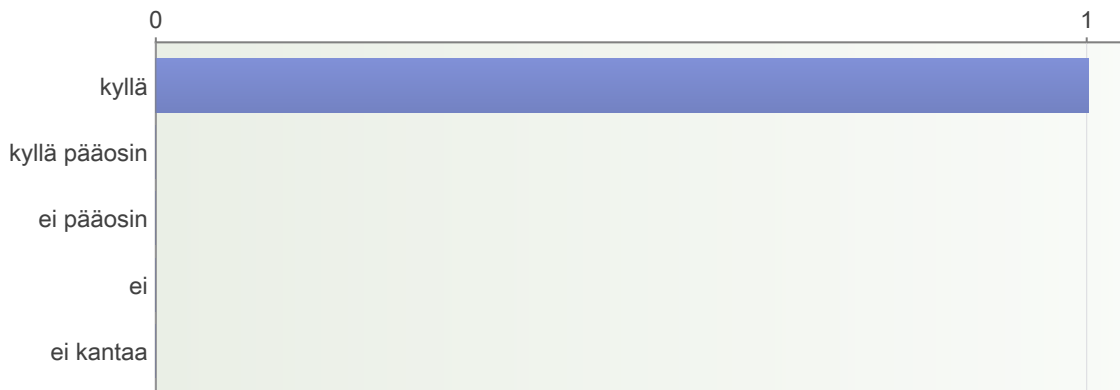 0 1
kyllä
kyllä pääosin
ei pääosin
ei
ei kantaa